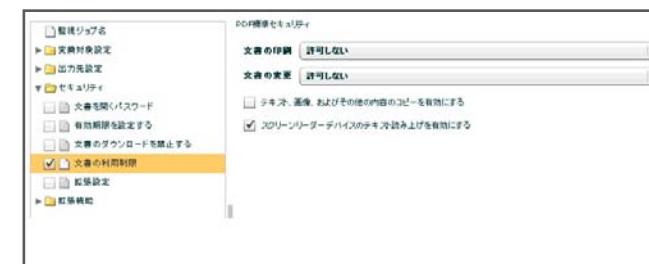 監視ジョブ名
変換対象設定
出力先設定
セキュリティ
文書を開くパスワード
有効期限を設定する
文書のダウンロードを禁止する
文書の利用制限
拡張設定
拡張機能
PDF標準セキュリティ
文書の印刷 許可しない
文書の変更 許可しない
テキスト、画像、およびその他の内容のコピーを有効にする
スクリーンリーダーデバイスのテキスト読み上げを有効にする